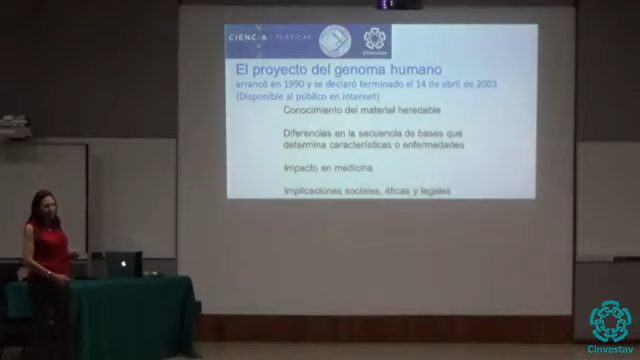 CIENCIA PLÁTICAS
Cinvestav
El proyecto del genoma humano
arrancó en 1990 y se declaró terminado el 14 de abril de 2003
(Disponible al público en internet)
Conocimiento del material heredable
Diferencias en la secuencia de bases que
determina características o enfermedades
Impacto en medicina
Implicaciones sociales, éticas y legales
Cinvestav